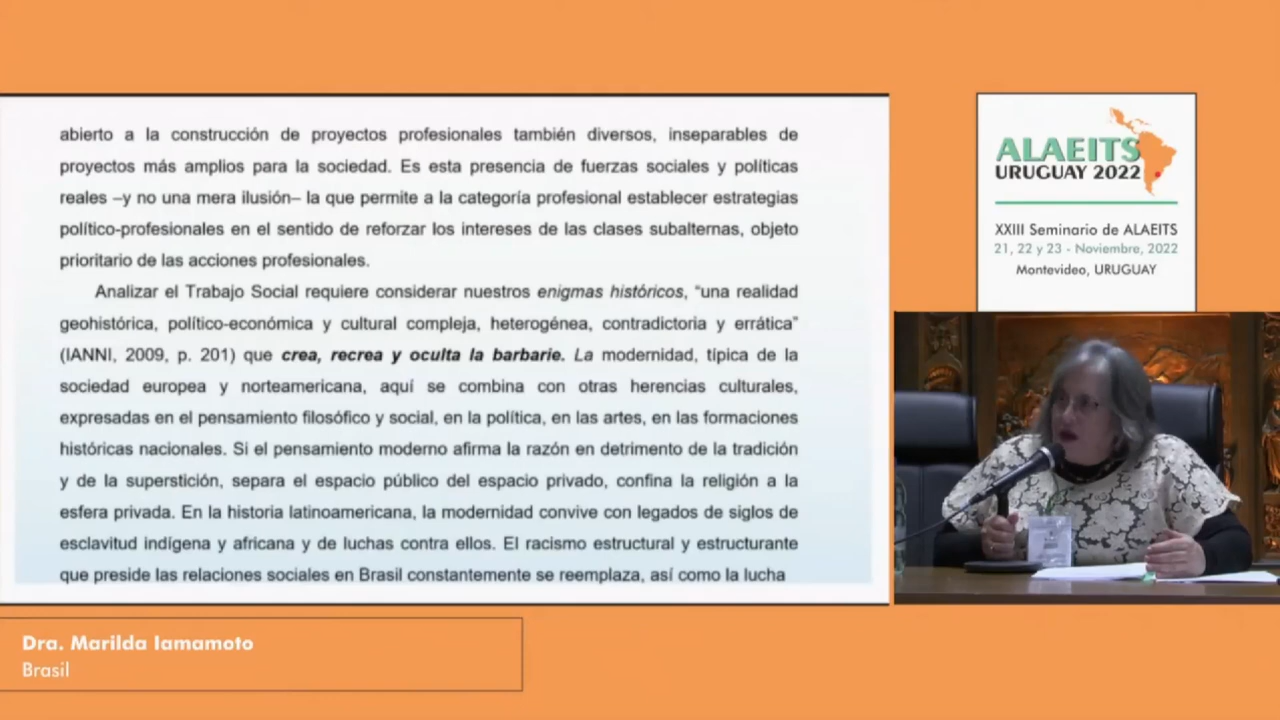 abierto a la construcción de proyectos profesionales también diversos, inseparables de
proyectos más amplios para la sociedad. Es esta presencia de fuerzas sociales y políticas
reales –y no una mera ilusión– la que permite a la categoría profesional establecer estrategias
político-profesionales en el sentido de reforzar los intereses de las clases subalternas, objeto
prioritario de las acciones profesionales.
Analizar el Trabajo Social requiere considerar nuestros enigmas históricos, “una realidad
geohistórica, político-económica y cultural compleja, heterogénea, contradictoria y errática”
(IANNI, 2009, p. 201) que crea, recrea y oculta la barbarie. La modernidad, típica de la
sociedad europea y norteamericana, aquí se combina con otras herencias culturales,
expresadas en el pensamiento filosófico y social, en la política, en las artes, en las formaciones
históricas nacionales. Si el pensamiento moderno afirma la razón en detrimento de la tradición
y de la superstición, separa el espacio público del espacio privado, confina la religión a la
esfera privada. En la historia latinoamericana, la modernidad convive con legados de siglos de
esclavitud indígena y africana y de luchas contra ellos. El racismo estructural y estructurante
que preside las relaciones sociales en Brasil constantemente se reemplaza, así como la lucha
ALAEITS
URUGUAY 2022
XXIII Seminario de ALAEITS
21, 22 y 23 - Noviembre, 2022
Montevideo, URUGUAY
Dra. Marilda Iamamoto
Brasil